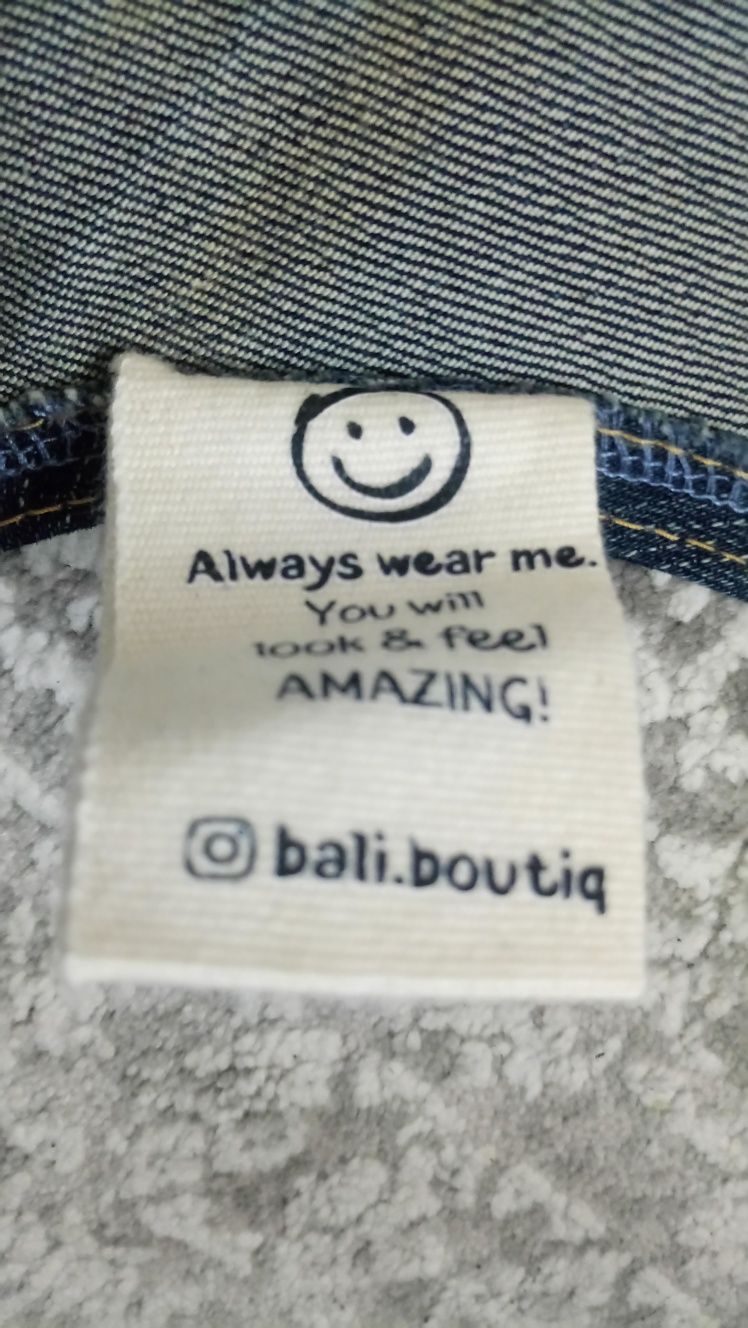 Always wear me.
You will
look & feel
AMAZING!
bali.boutiq